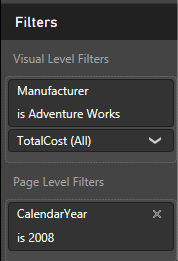 Filters
Visual Level Filters
Manufacturer
is Adventure Works
TotalCost (All)
Page Level Filters
CalendarYear
is 2008